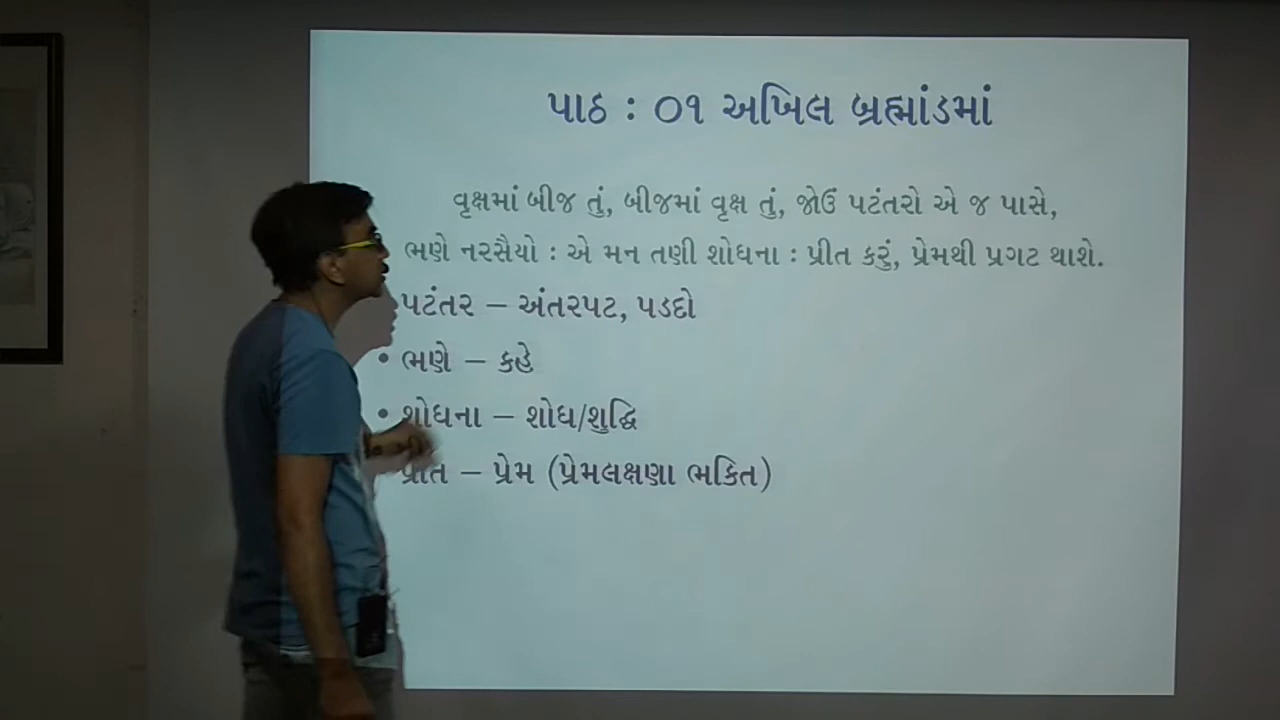 પાઠ : ૦૧ અખિલ બ્રહ્માંડમાં
વૃક્ષમાં બીજ તું, બીજમાં વૃક્ષ તું, જોઉં પટંતરો એ જ પાસે,
ભણે નરસૈયો : એ મન તણી શોધના : પ્રીત કરું, પ્રેમથી પ્રગટ થાશે.
પટંતર – અંતરપટ, પડદો
• ભણે – કહે
• શોધના – શોધ/શુદ્ધિ
પ્રીત – પ્રેમ (પ્રેમલક્ષણા ભકિત)